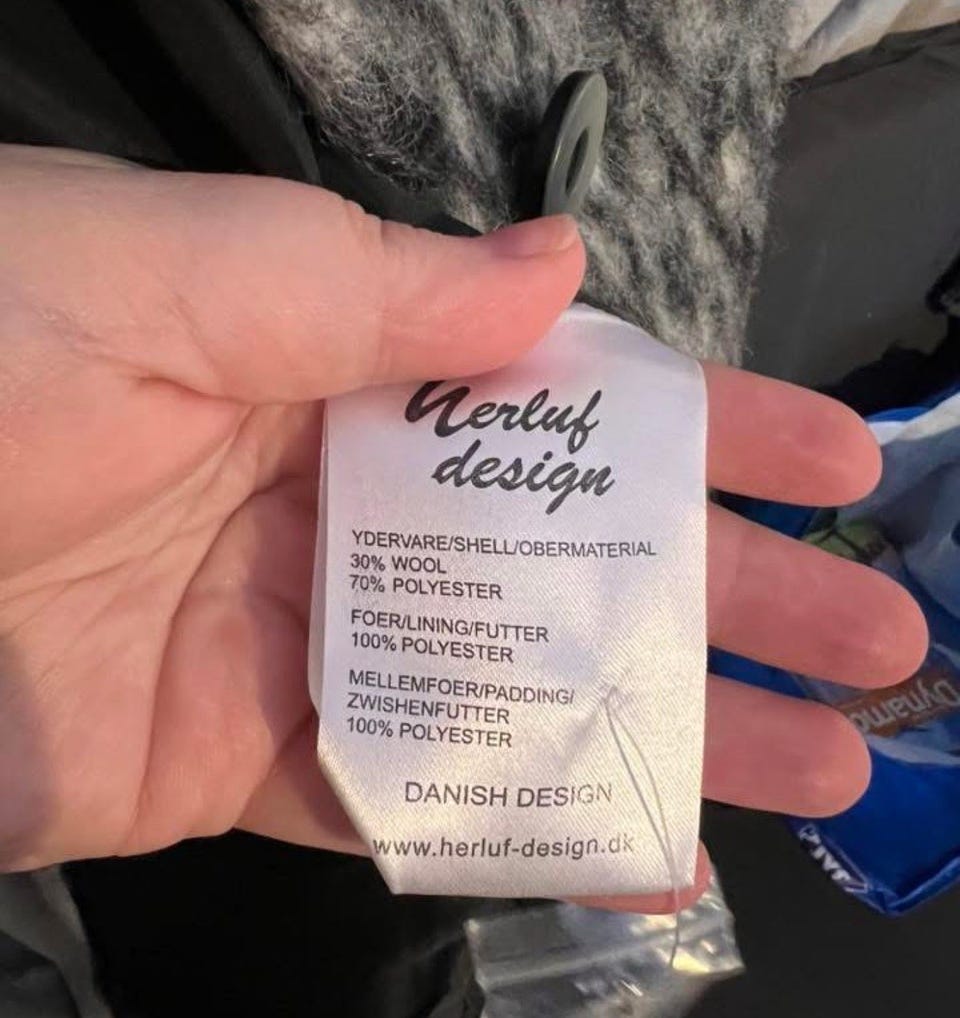 Herluf
design
YDERVARE/SHELL/OBERMATERIAL
30% WOOL
70% POLYESTER
FOER/LINING/FUTTER
100% POLYESTER
MELLEMFOER/PADDING/
ZWISHENFUTTER
100% POLYESTER
DANISH DESIGN
www.herluf-design.dk
Dynamo